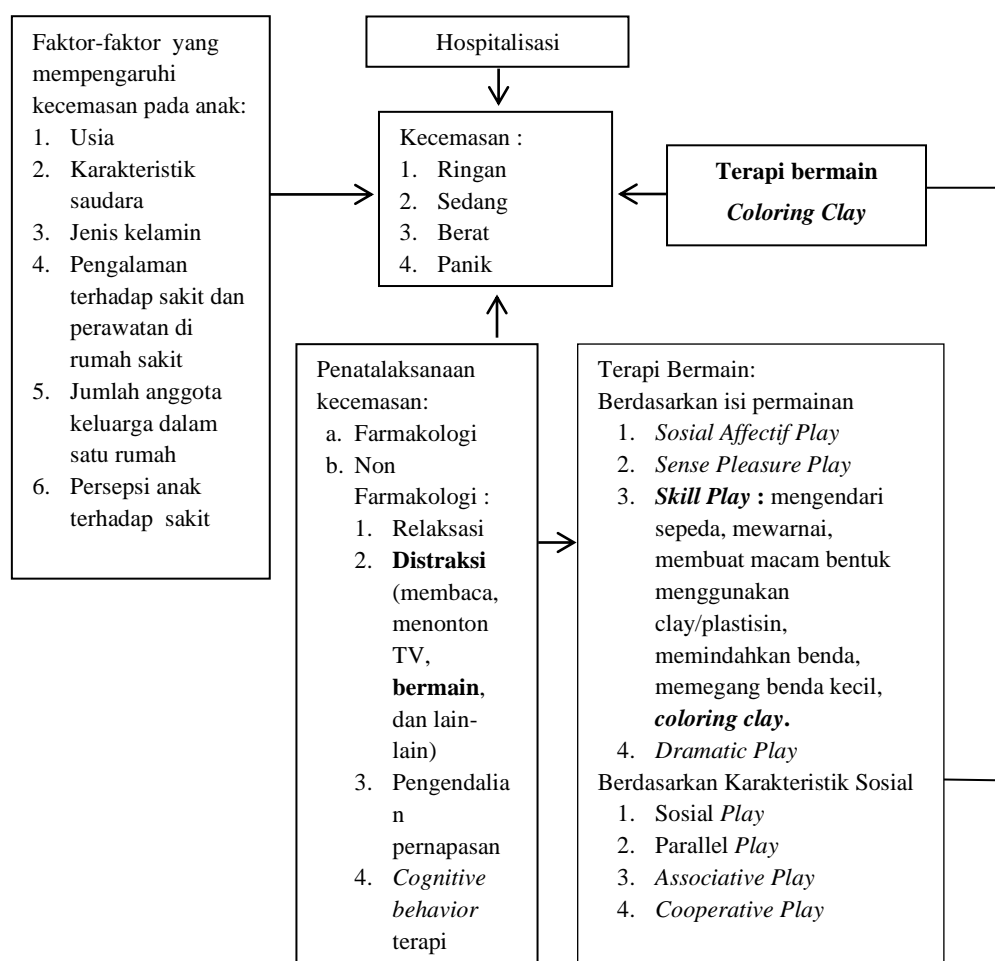 Faktor-faktor yang
mempengaruhi
kecemasan pada anak:
1. Usia
2. Karakteristik
saudara
3. Jenis kelamin
4. Pengalaman
terhadap sakit dan
perawatan di
rumah sakit
5. Jumlah anggota
keluarga dalam
satu rumah
6. Persepsi anak
terhadap sakit
Hospitalisasi
Kecemasan :
1. Ringan
2. Sedang
3. Berat
4. Panik
Terapi bermain
Coloring Clay
Penatalaksanaan
kecemasan:
a. Farmakologi
b. Non
Farmakologi :
1. Relaksasi
2. Distraksi
(membaca,
menonton
TV,
bermain,
dan lain-
lain)
3. Pengendalia
n
pernapasan
4. Cognitive
behavior
terapi
Terapi Bermain:
Berdasarkan isi permainan
1. Sosial Affectif Play
2. Sense Pleasure Play
3. Skill Play : mengendari
sepeda, mewarnai,
membuat macam bentuk
menggunakan
clay/plastisin,
memindahkan benda,
memegang benda kecil,
coloring clay.
4. Dramatic Play
Berdasarkan Karakteristik Sosial
1. Sosial Play
2. Parallel Play
3. Associative Play
4. Cooperative Play